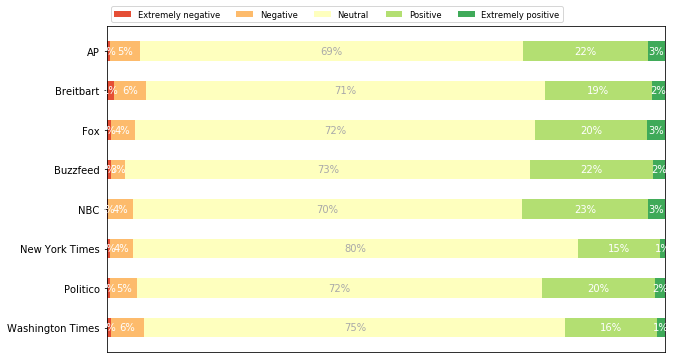 Extremely negative Negative Neutral Positive Extremely positive
AP 5% 69% 22% 3%
Breitbart 6% 71% 19% 2%
Fox 4% 72% 20% 3%
Buzzfeed 3% 73% 22% 2%
NBC 4% 70% 23% 3%
New York Times 4% 80% 15% 1%
Politico 5% 72% 20% 2%
Washington Times 6% 75% 16% 1%